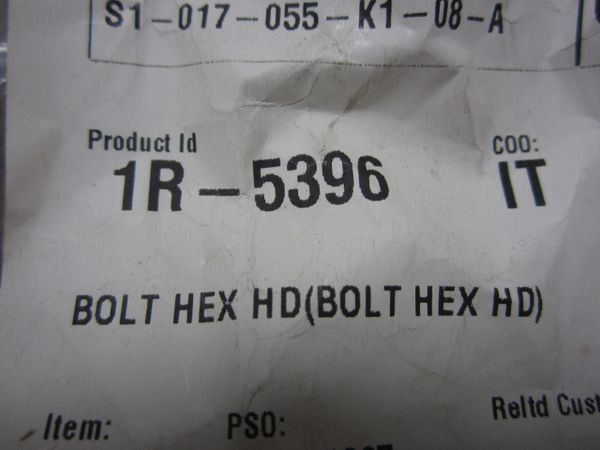 S1-017-055-K1-08-A
Product Id
COO:
1R-5396
IT
BOLT HEX HD(BOLT HEX HD)
Item:
PSO:
Reltd Cust